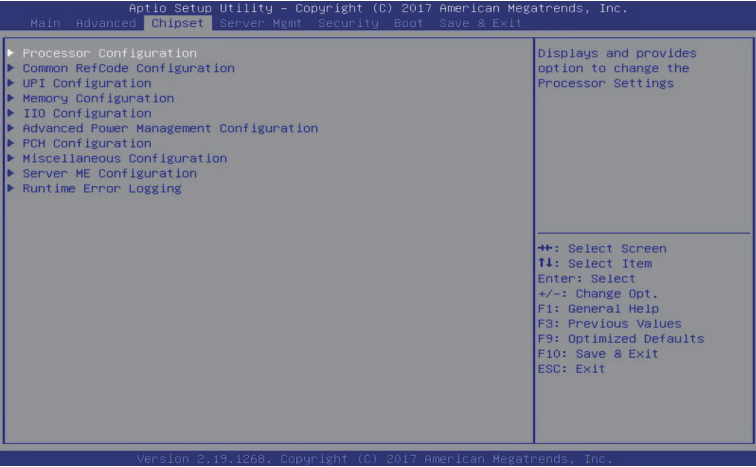 Aptio Setup Utility – Copyright (C) 2017 American Megatrends, Inc.
Main Advanced Chipset Server Mgmt Security Boot Save & Exit
▶ Processor Configuration
▶ Common RefCode Configuration
▶ UPI Configuration
▶ Memory Configuration
▶ IIO Configuration
▶ Advanced Power Management Configuration
▶ PCH Configuration
▶ Miscellaneous Configuration
▶ Server ME Configuration
▶ Runtime Error Logging
Displays and provides
option to change the
Processor Settings
→←: Select Screen
↑↓: Select Item
Enter: Select
+/-: Change Opt.
F1: General Help
F3: Previous Values
F9: Optimized Defaults
F10: Save & Exit
ESC: Exit
Version 2.19.1268. Copyright (C) 2017 American Megatrends, Inc.